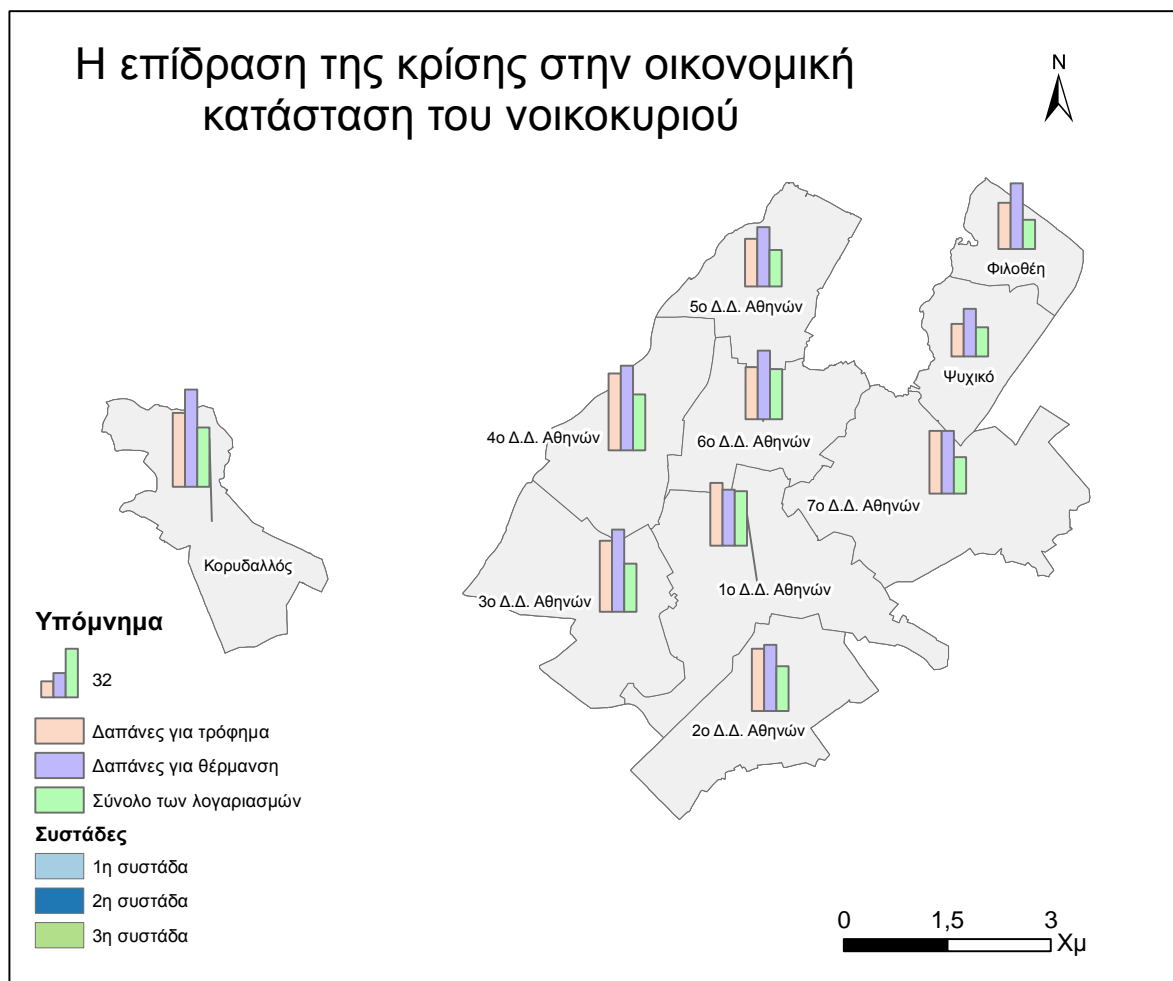 Η επίδραση της κρίσης στην οικονομική
κατάσταση του νοικοκυριού
N
Φιλοθέη
5ο Δ.Δ. Αθηνών
Ψυχικό
4ο Δ.Δ. Αθηνών
6ο Δ.Δ. Αθηνών
7ο Δ.Δ. Αθηνών
Κορυδαλλός
1ο Δ.Δ. Αθηνών
3ο Δ.Δ. Αθηνών
2ο Δ.Δ. Αθηνών
Υπόμνημα
32
Δαπάνες για τρόφημα
Δαπάνες για θέρμανση
Σύνολο των λογαριασμών
Συστάδες
1η συστάδα
2η συστάδα
3η συστάδα
0 1,5 3
Χμ